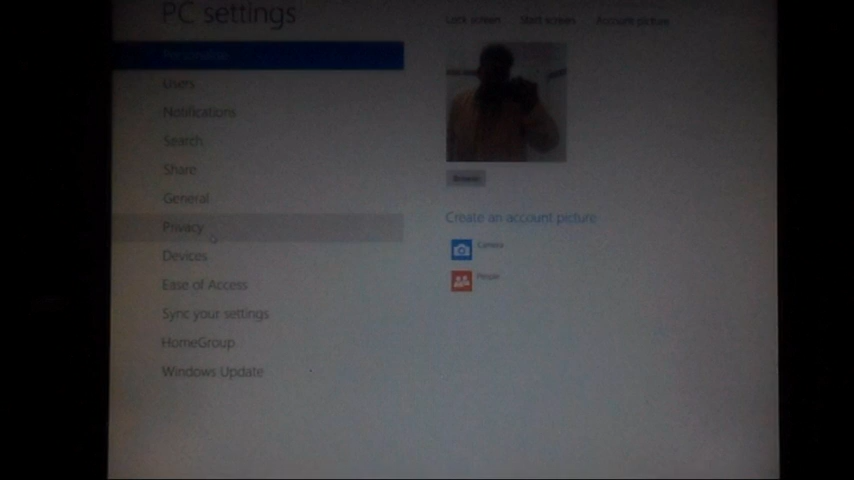 PC settings
Personalize
Users
Notifications
Search
Share
General
Privacy
Devices
Ease of Access
Sync your settings
HomeGroup
Windows Update
Lock screen Start screen Account picture
Browse
Create an account picture
Camera
People